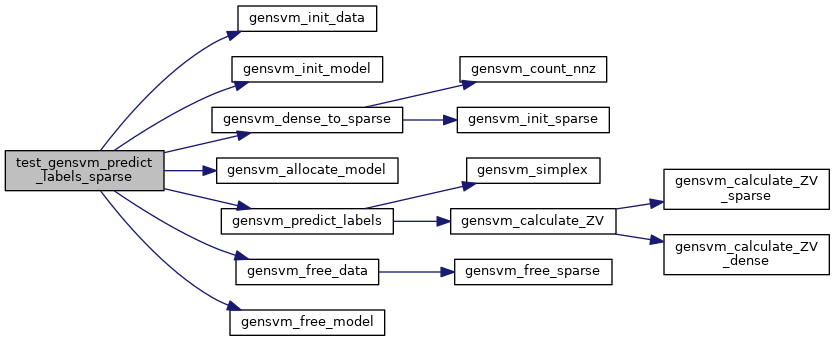 test_gensvm_predict
_labels_sparse
gensvm_init_data
gensvm_init_model
gensvm_dense_to_sparse
gensvm_count_nnz
gensvm_init_sparse
gensvm_allocate_model
gensvm_predict_labels
gensvm_simplex
gensvm_calculate_ZV
gensvm_calculate_ZV
_sparse
gensvm_calculate_ZV
_dense
gensvm_free_data
gensvm_free_sparse
gensvm_free_model